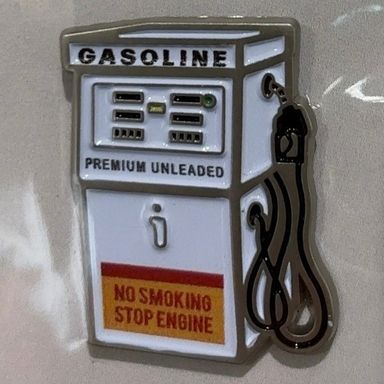 GASOLINE
PREMIUM UNLEADED
i
NO SMOKING
STOP ENGINE